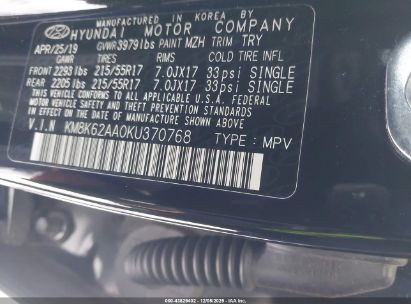 MANUFACTURED IN KOREA BY
HYUNDAI MOTOR COMPANY
APR/25/19 GVWR 3979 lbs PAINT MZH TRIM TRY
GAWR TIRES RIMS COLD TIRE INFL
FRONT 2293 lbs 215/55R17 7.0JX17 33psi SINGLE
REAR 2205 lbs 215/55R17 7.0JX17 33psi SINGLE
THIS VEHICLE CONFORMS TO ALL APPLICABLE U.S. FEDERAL
MOTOR VEHICLE SAFETY STANDARDS IN EFFECT ON THE
DATE OF MANUFACTURE SHOWN ABOVE.
V.I.N KM8K62AA0KU370768 TYPE: MPV